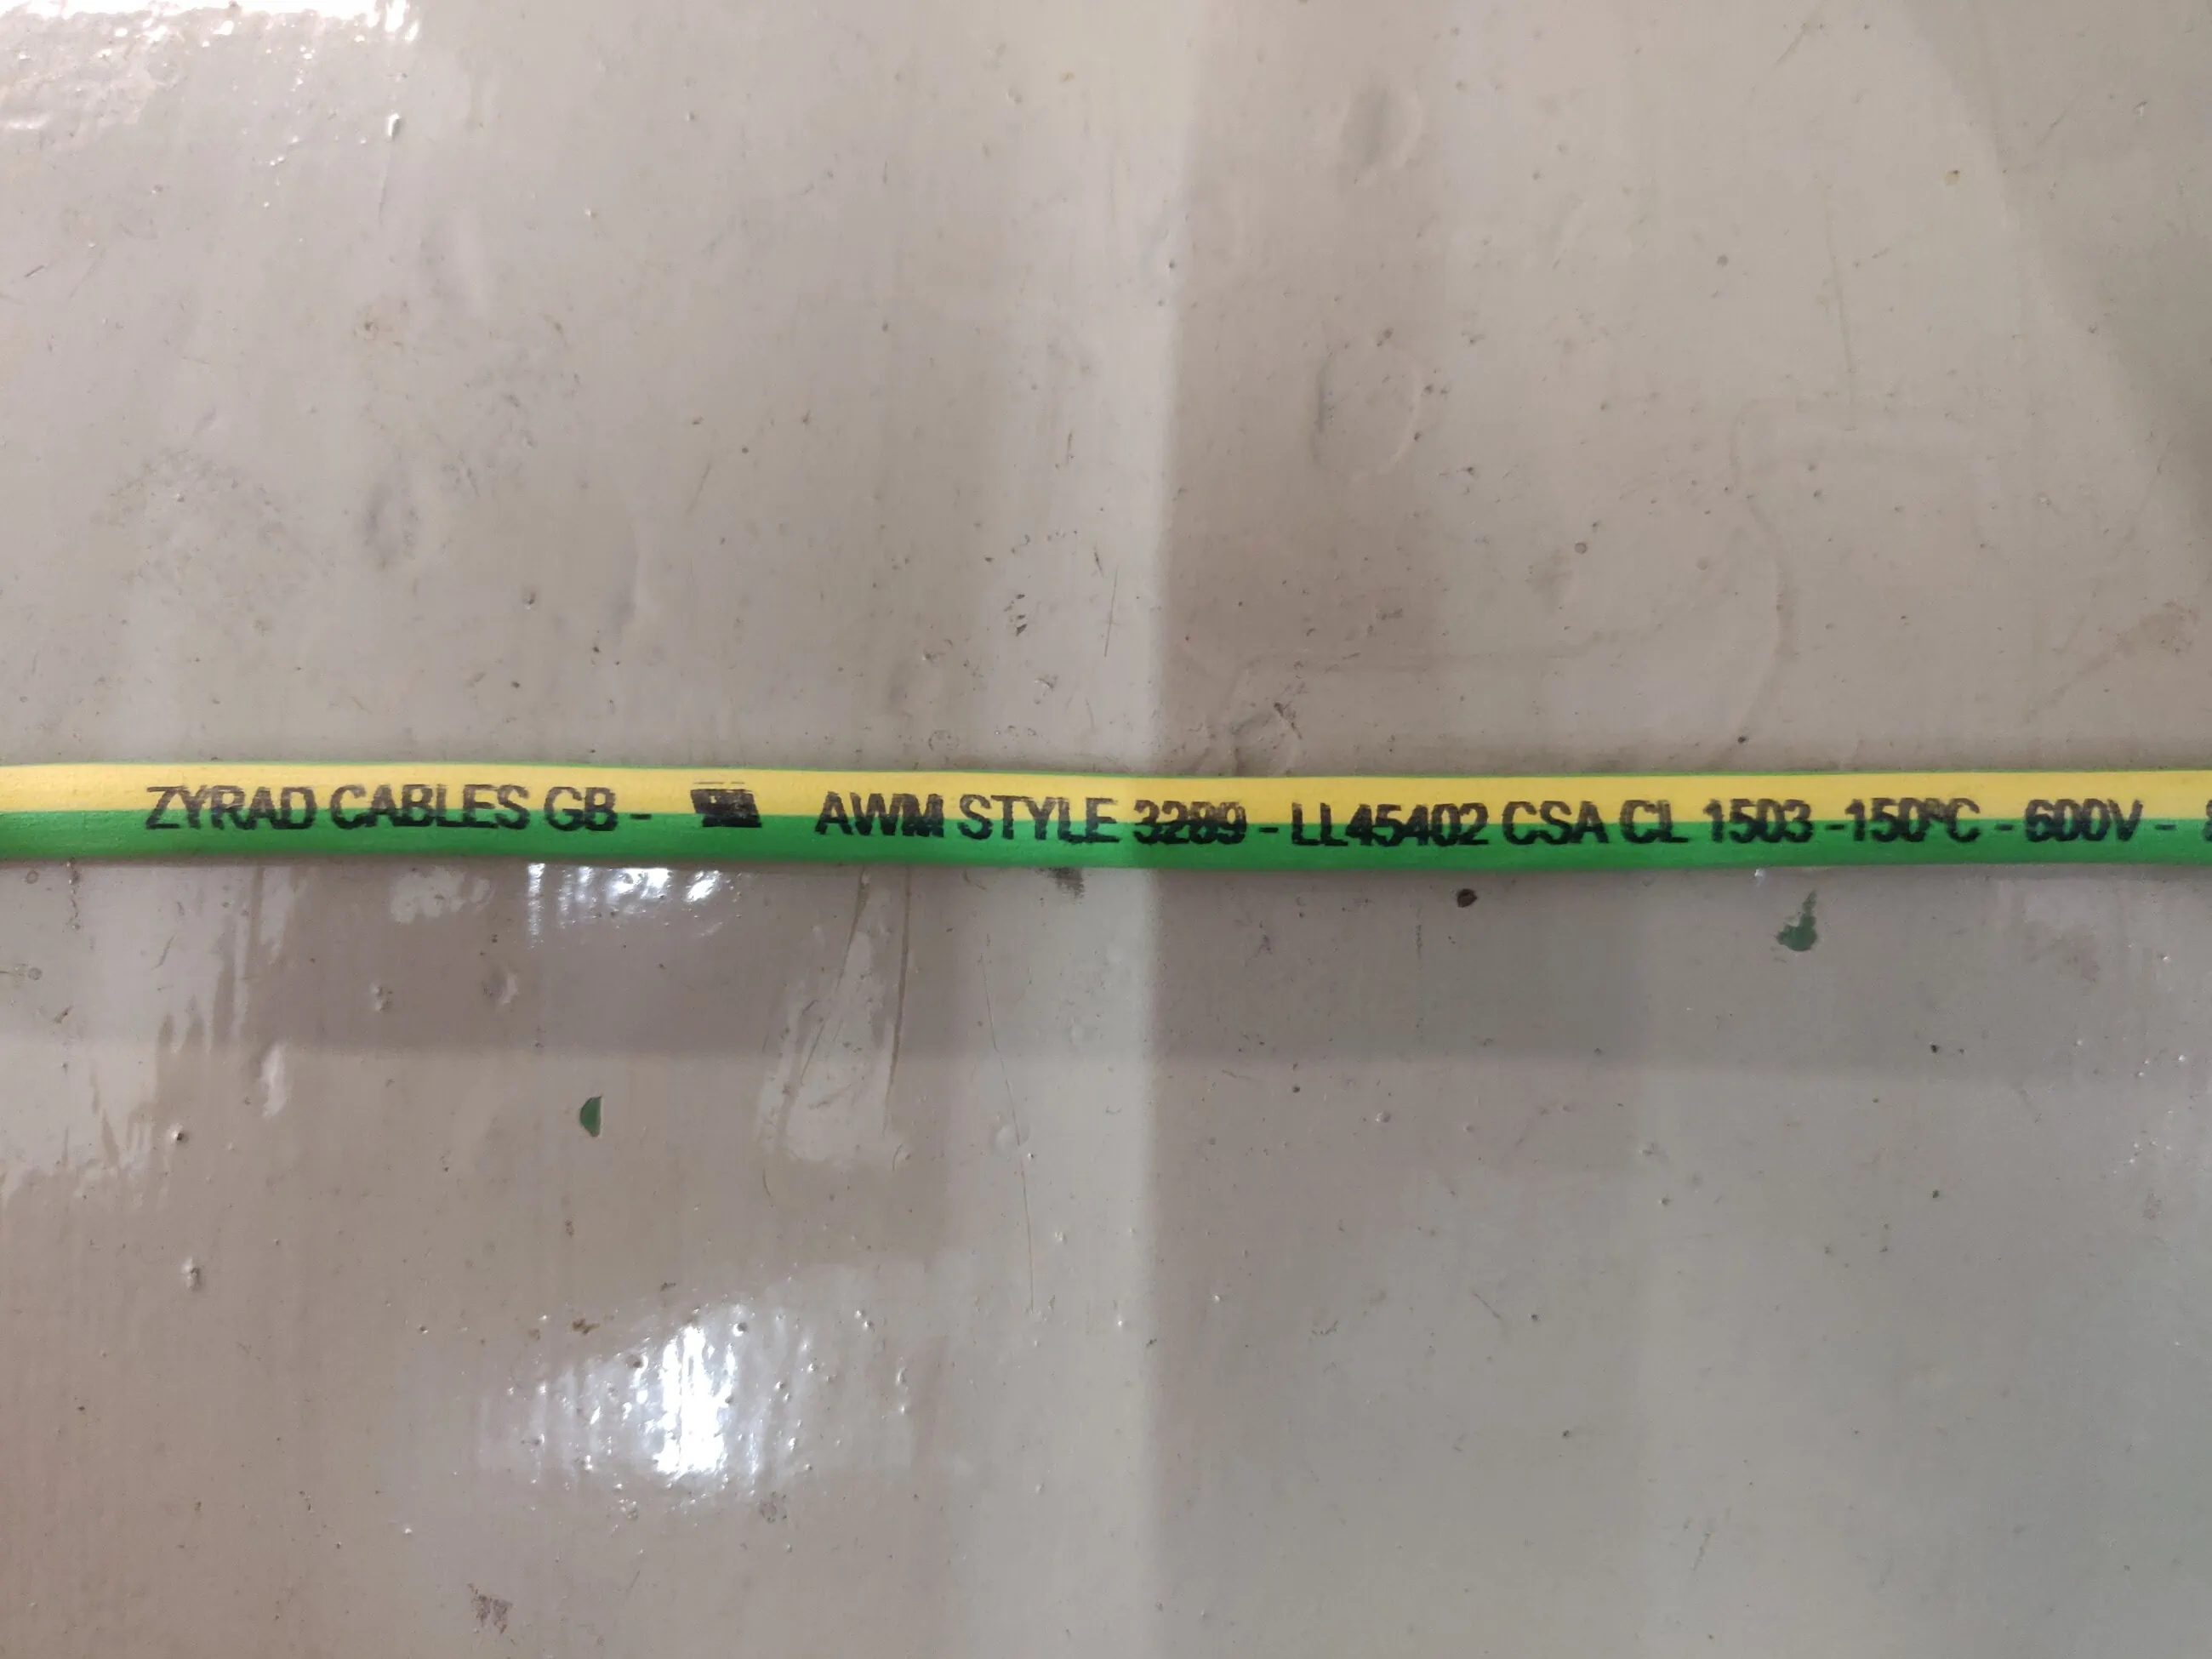 ZYRAD CABLES GB - AWM STYLE 3289 - LL45402 CSA CL 1503 -150°C - 600V -